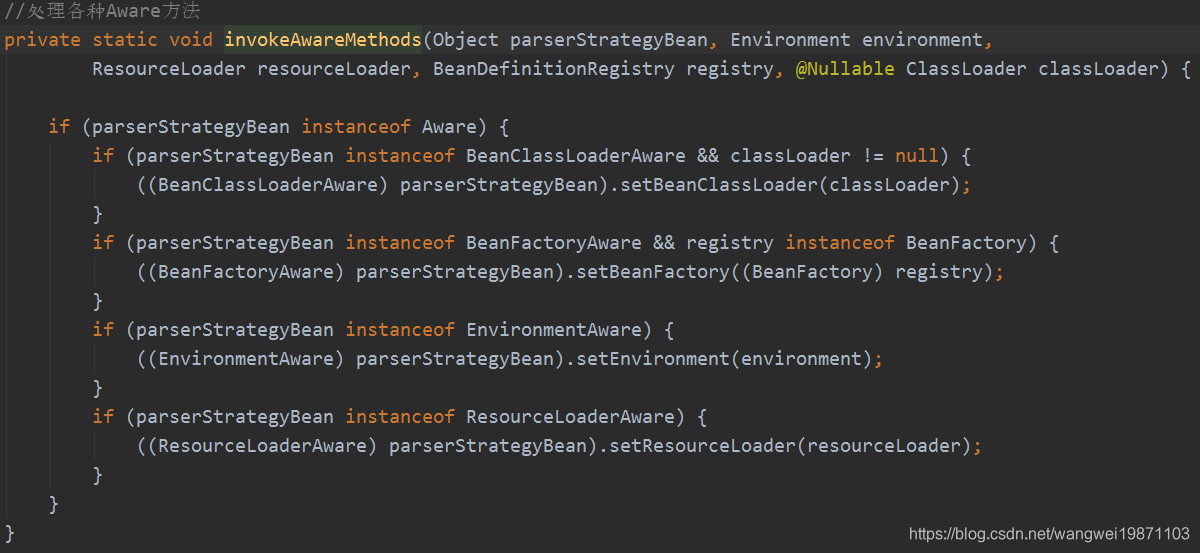 //处理各种Aware方法
private static void invokeAwareMethods(Object parserStrategyBean, Environment environment,
        ResourceLoader resourceLoader, BeanDefinitionRegistry registry, @Nullable ClassLoader classLoader) {

    if (parserStrategyBean instanceof Aware) {
        if (parserStrategyBean instanceof BeanClassLoaderAware && classLoader != null) {
            ((BeanClassLoaderAware) parserStrategyBean).setBeanClassLoader(classLoader);
        }
        if (parserStrategyBean instanceof BeanFactoryAware && registry instanceof BeanFactory) {
            ((BeanFactoryAware) parserStrategyBean).setBeanFactory((BeanFactory) registry);
        }
        if (parserStrategyBean instanceof EnvironmentAware) {
            ((EnvironmentAware) parserStrategyBean).setEnvironment(environment);
        }
        if (parserStrategyBean instanceof ResourceLoaderAware) {
            ((ResourceLoaderAware) parserStrategyBean).setResourceLoader(resourceLoader);
        }
    }
}
https://blog.csdn.net/wangwei19871103